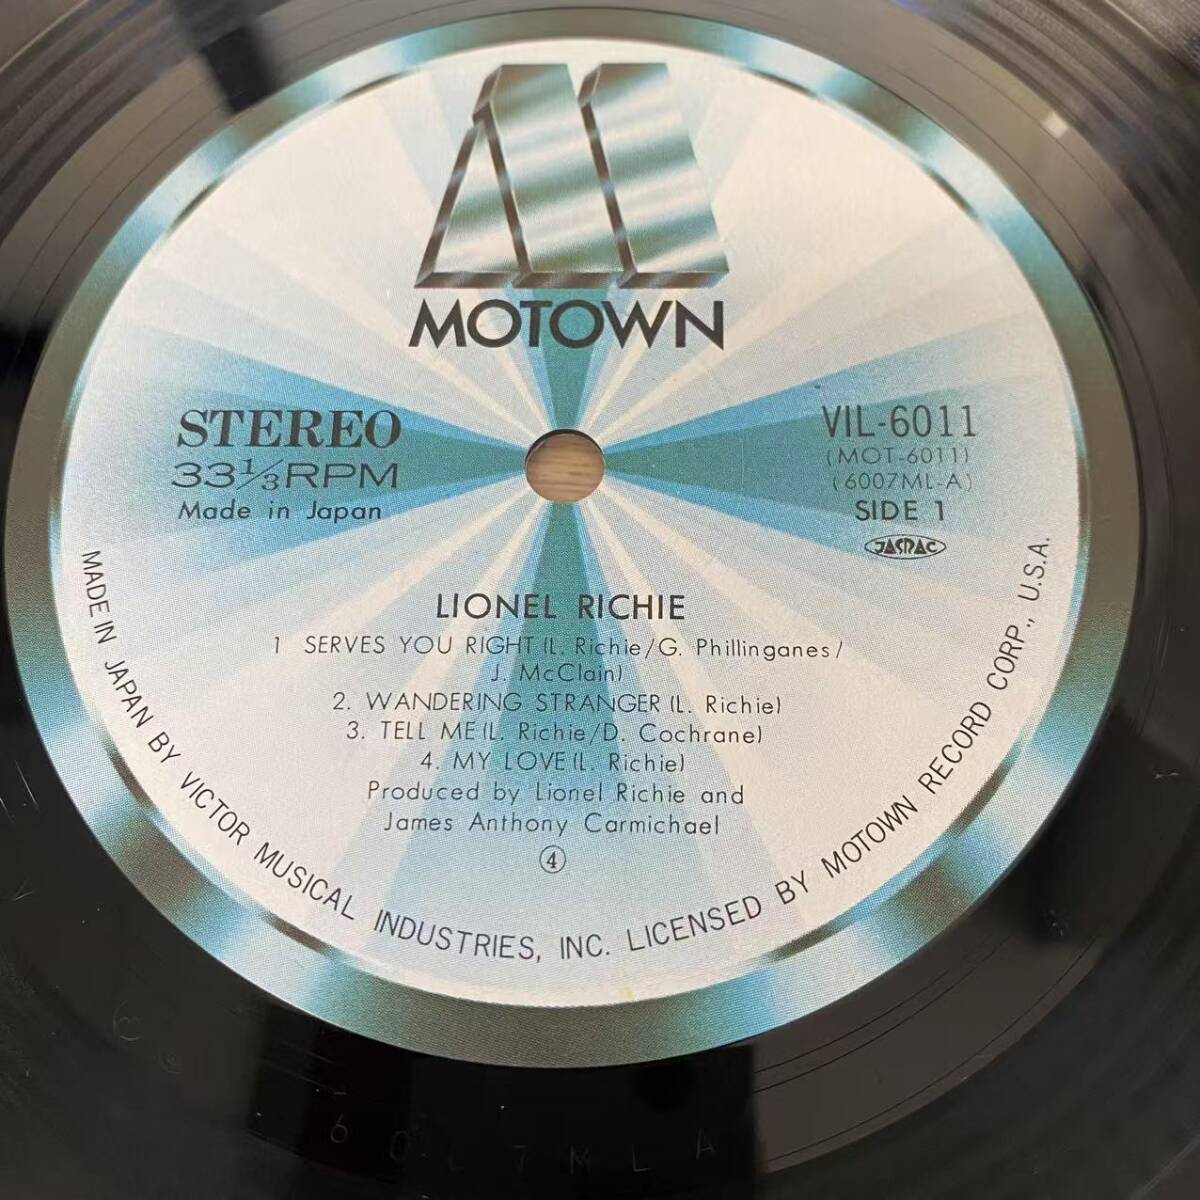 MOTOWN
STEREO
33⅓RPM
Made in Japan
VIL-6011
(MOT-6011)
(6007ML-A)
SIDE 1
JASRAC
LIONEL RICHIE
1 SERVES YOU RIGHT(L. Richie/G. Phillinganes/
J. McClain)
2. WANDERING STRANGER(L. Richie)
3. TELL ME(L. Richie/D. Cochrane)
4. MY LOVE(L. Richie)
Produced by Lionel Richie and
James Anthony Carmichael
④
MADE IN JAPAN BY VICTOR MUSICAL INDUSTRIES, INC. LICENSED BY MOTOWN RECORD CORP., U.S.A.